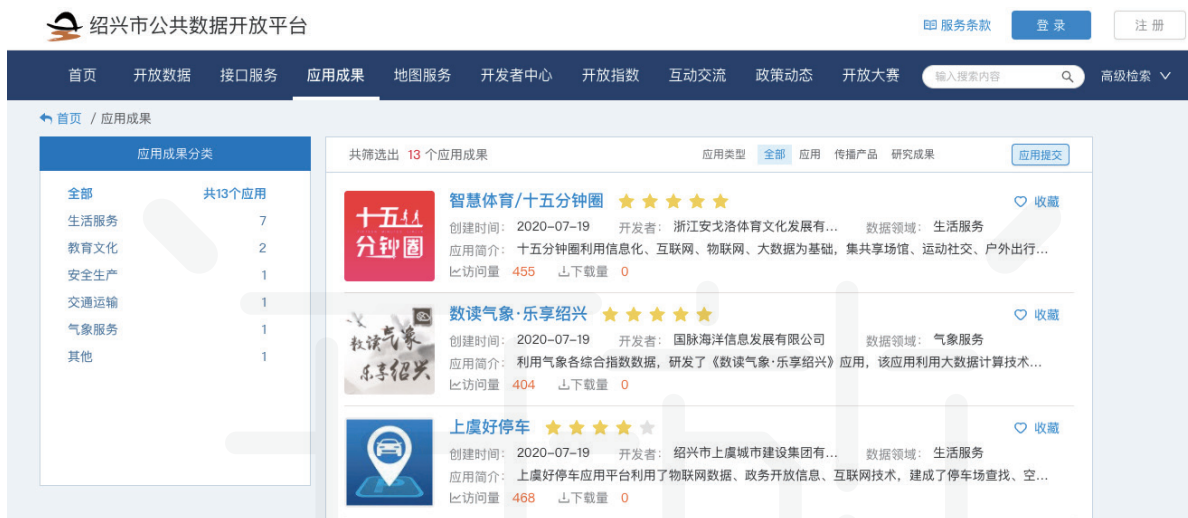 绍兴市公共数据开放平台
服务条款 登 录 注 册
首页 开放数据 接口服务 应用成果 地图服务 开发者中心 开放指数 互动交流 政策动态 开放大赛 输入搜索内容 高级检索
首页 / 应用成果
应用成果分类
全部 共13个应用
生活服务 7
教育文化 2
安全生产 1
交通运输 1
气象服务 1
其他 1
共筛选出 13 个应用成果 应用类型 全部 应用 传播产品 研究成果 应用提交
十五
分钟圈
智慧体育/十五分钟圈 收藏
创建时间: 2020-07-19 开发者: 浙江安戈洛体育文化发展有... 数据领域: 生活服务
应用简介: 十五分钟圈利用信息化、互联网、物联网、大数据为基础，集共享场馆、运动社交、户外出行...
访问量 455 下载量 0
数读气象
乐享绍兴
数读气象·乐享绍兴 收藏
创建时间: 2020-07-19 开发者: 国脉海洋信息发展有限公司 数据领域: 气象服务
应用简介: 利用气象各综合指数数据，研发了《数读气象·乐享绍兴》应用，该应用利用大数据计算技术...
访问量 404 下载量 0
上虞好停车 收藏
创建时间: 2020-07-19 开发者: 绍兴市上虞城市建设集团有... 数据领域: 生活服务
应用简介: 上虞好停车应用平台利用了物联网数据、政务开放信息、互联网技术，建成了停车场查找、空...
访问量 468 下载量 0
P